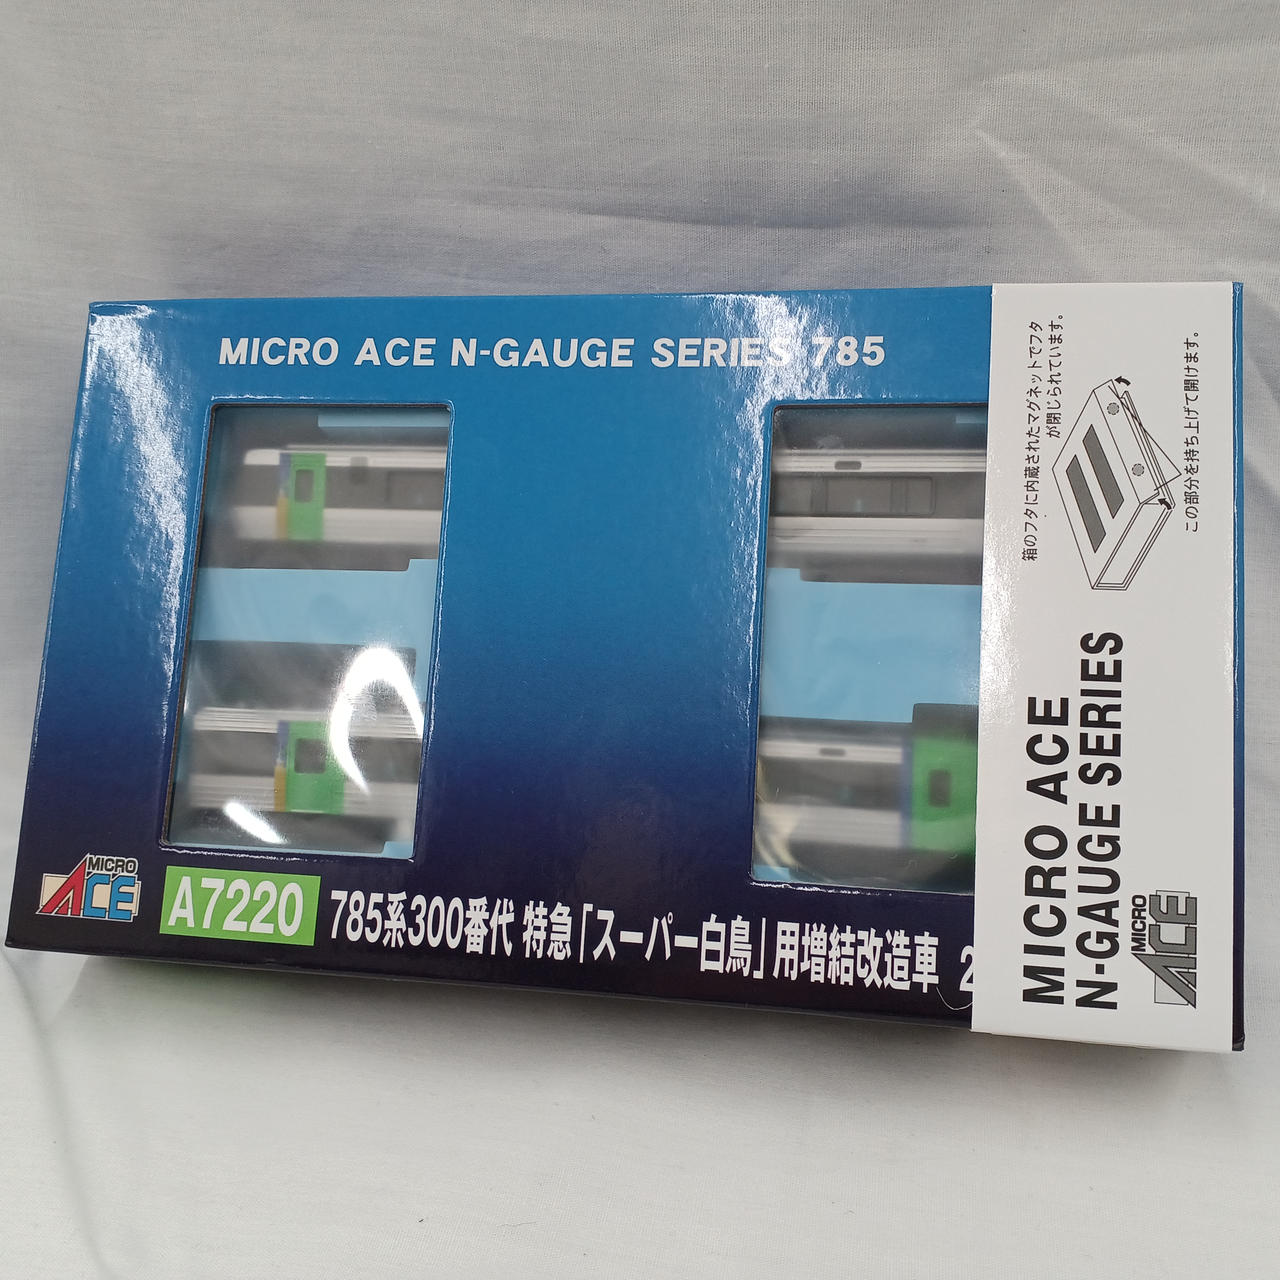 MICRO ACE N-GAUGE SERIES 785
MICRO
ACE
A7220
785系300番代 特急「スーパー白鳥」用増結改造車 2
箱のフタに内蔵されたマグネットでフタ
が閉じられています。
この部分を持ち上げて開けます。
MICRO ACE
N-GAUGE SERIES
MICRO
ACE